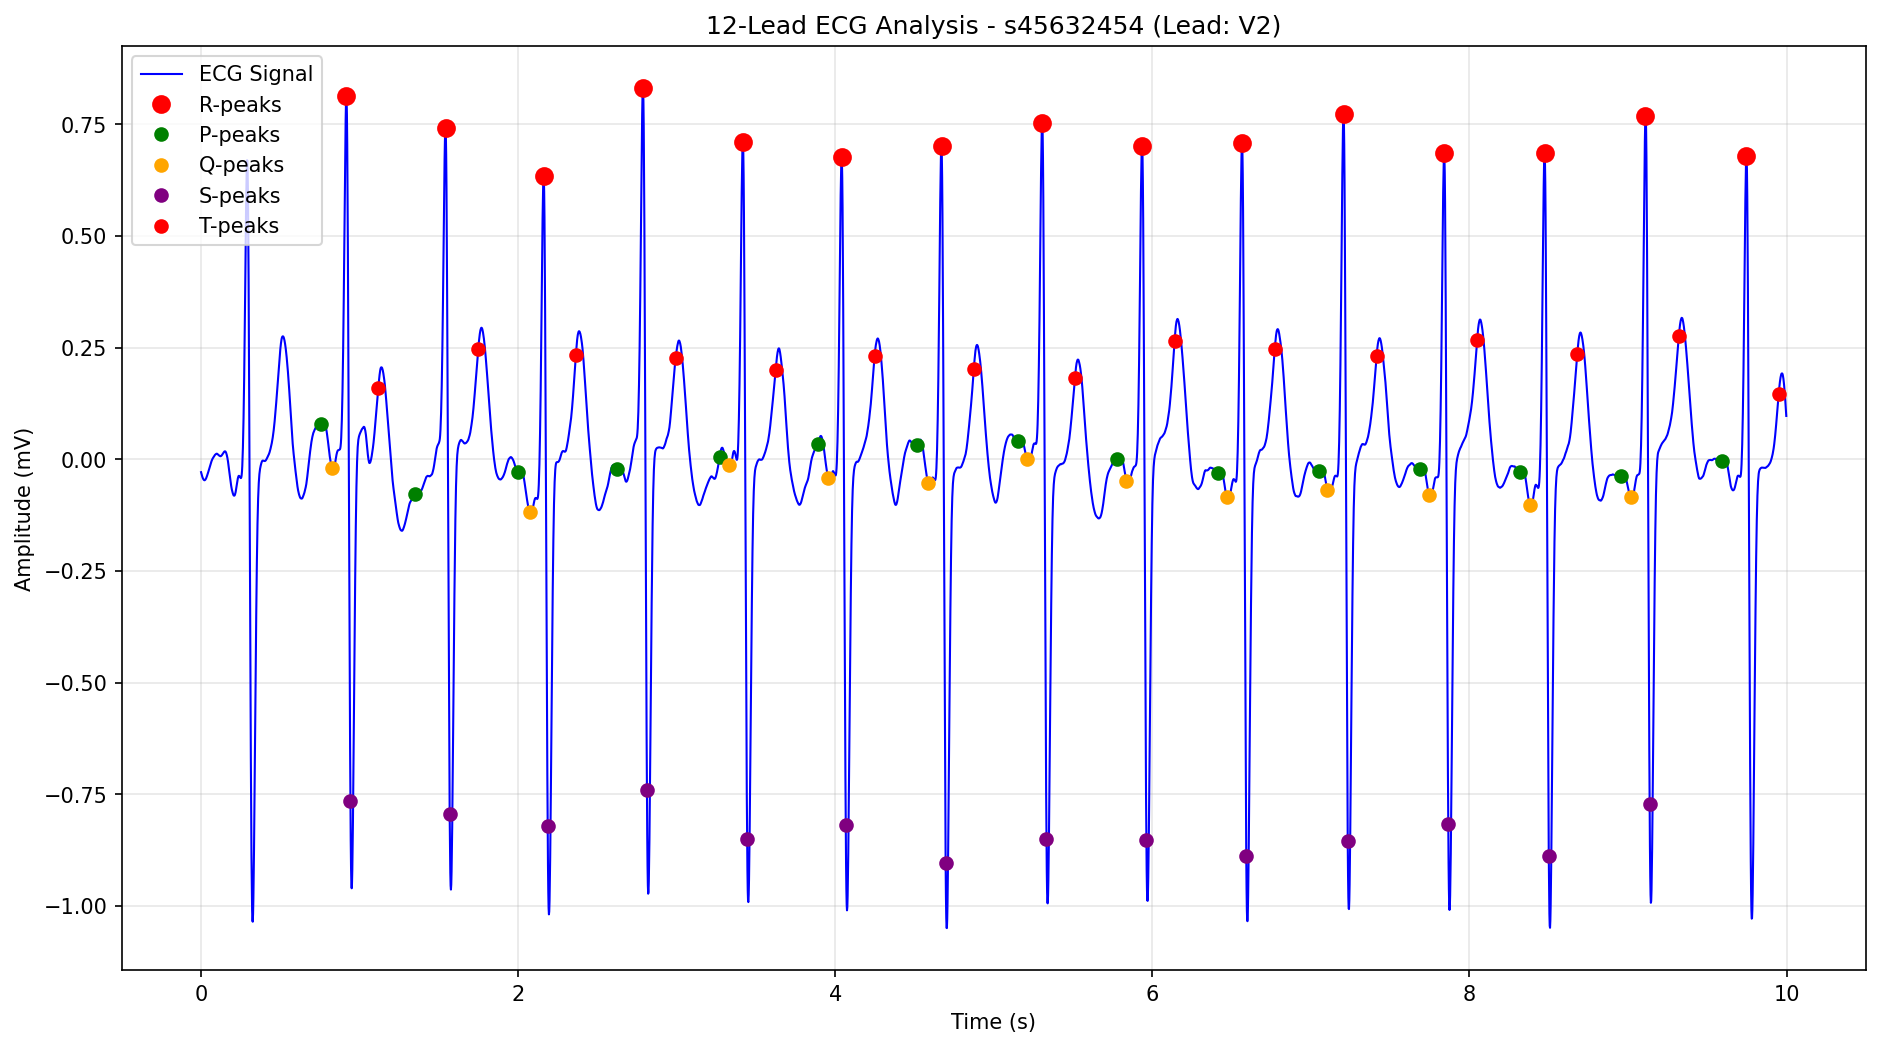 12-Lead ECG Analysis - s45632454 (Lead: V2)
ECG Signal
R-peaks
P-peaks
Q-peaks
S-peaks
T-peaks
Amplitude (mV)
0.75
0.50
0.25
0.00
−0.25
−0.50
−0.75
−1.00
0 2 4 6 8 10
Time (s)